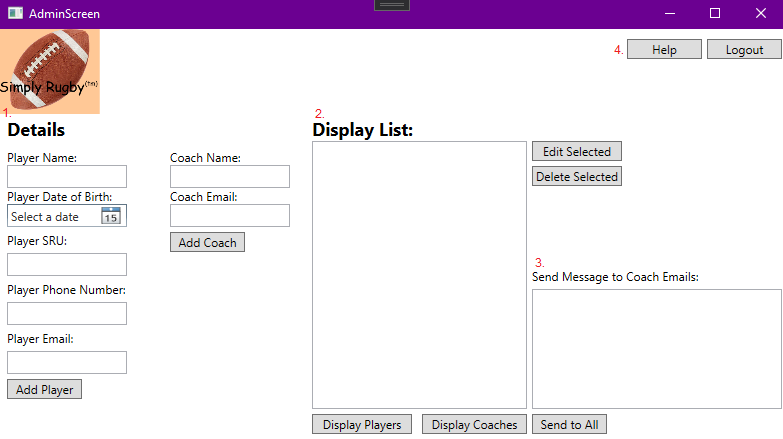 AdminScreen
Simply Rugby(tm)
4.
Help
Logout
1.
Details
2.
Display List:
Player Name:
Coach Name:
Player Date of Birth:
Coach Email:
Select a date
15
Player SRU:
Add Coach
Player Phone Number:
Player Email:
Add Player
Edit Selected
Delete Selected
3.
Send Message to Coach Emails:
Display Players
Display Coaches
Send to All